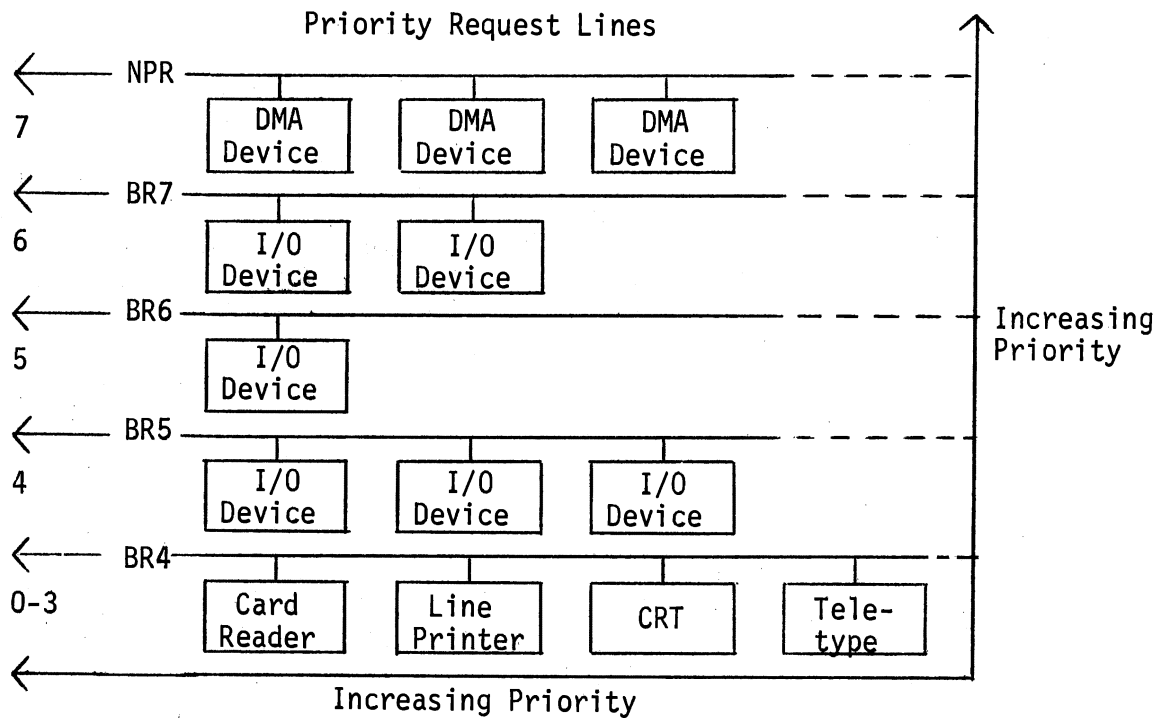 Priority Request Lines
NPR
7
DMA
Device
DMA
Device
DMA
Device
BR7
6
I/O
Device
I/O
Device
BR6
Increasing
Priority
5
I/O
Device
BR5
4
I/O
Device
I/O
Device
I/O
Device
BR4
0-3
Card
Reader
Line
Printer
CRT
Tele-
type
Increasing Priority